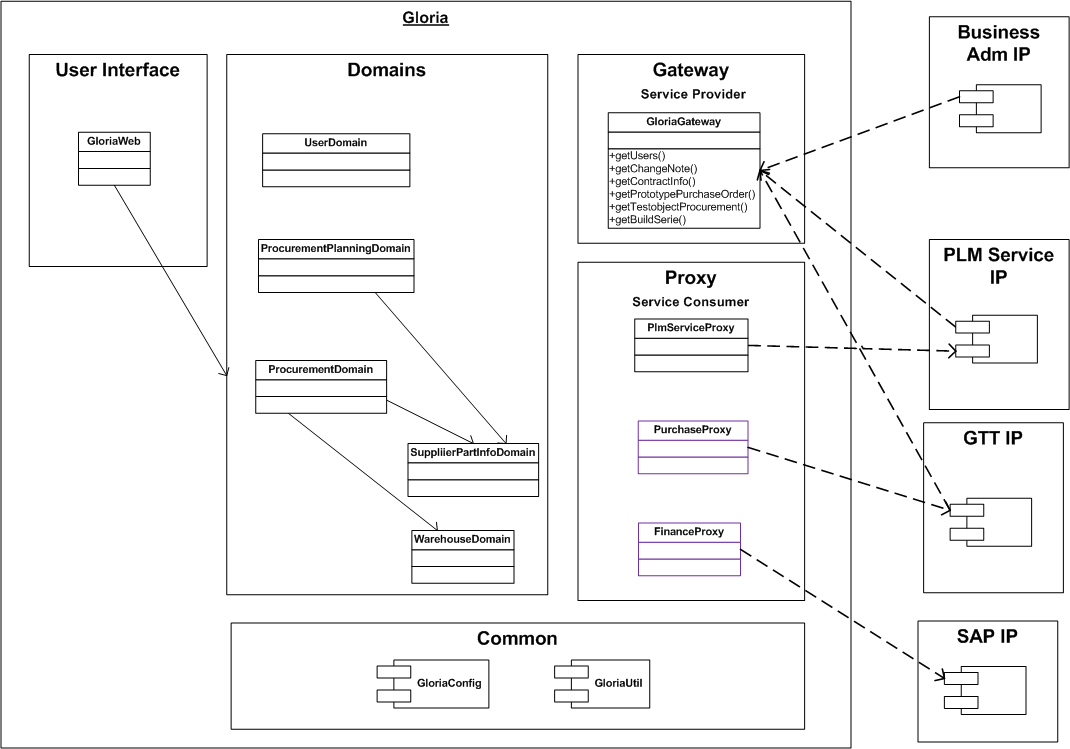 Gloria
User Interface
GloriaWeb
Domains
UserDomain
ProcurementPlanningDomain
ProcurementDomain
SuppliierPartInfoDomain
WarehouseDomain
Gateway
Service Provider
GloriaGateway
+getUsers()
+getChangeNote()
+getContractInfo()
+getPrototypePurchaseOrder()
+getTestobjectProcurement()
+getBuildSerie()
Proxy
Service Consumer
PlmServiceProxy
PurchaseProxy
FinanceProxy
Common
GloriaConfig
GloriaUtil
Business
Adm IP
PLM Service
IP
GTT IP
SAP IP